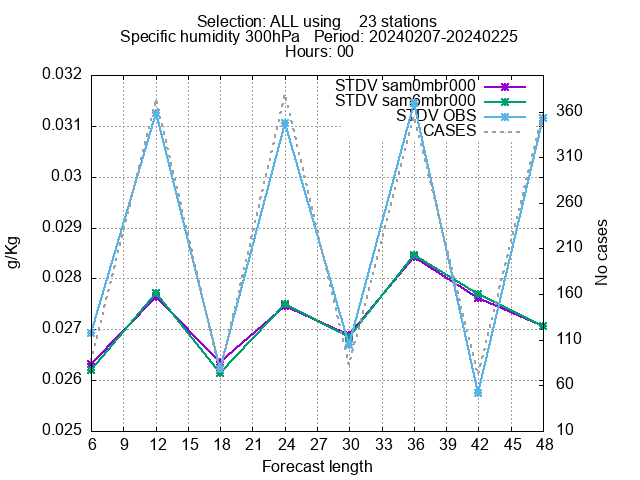 Selection: ALL using    23 stations
Specific humidity 300hPa   Period: 20240207-20240225
Hours: 00
STDV sam0mbr000
STDV sam0mbr000
STDV OBS
CASES
0.032
0.031
0.03
0.029
0.028
0.027
0.026
0.025
g/Kg
360
310
260
210
160
110
60
10
No cases
6 9 12 15 18 21 24 27 30 33 36 39 42 45 48
Forecast length